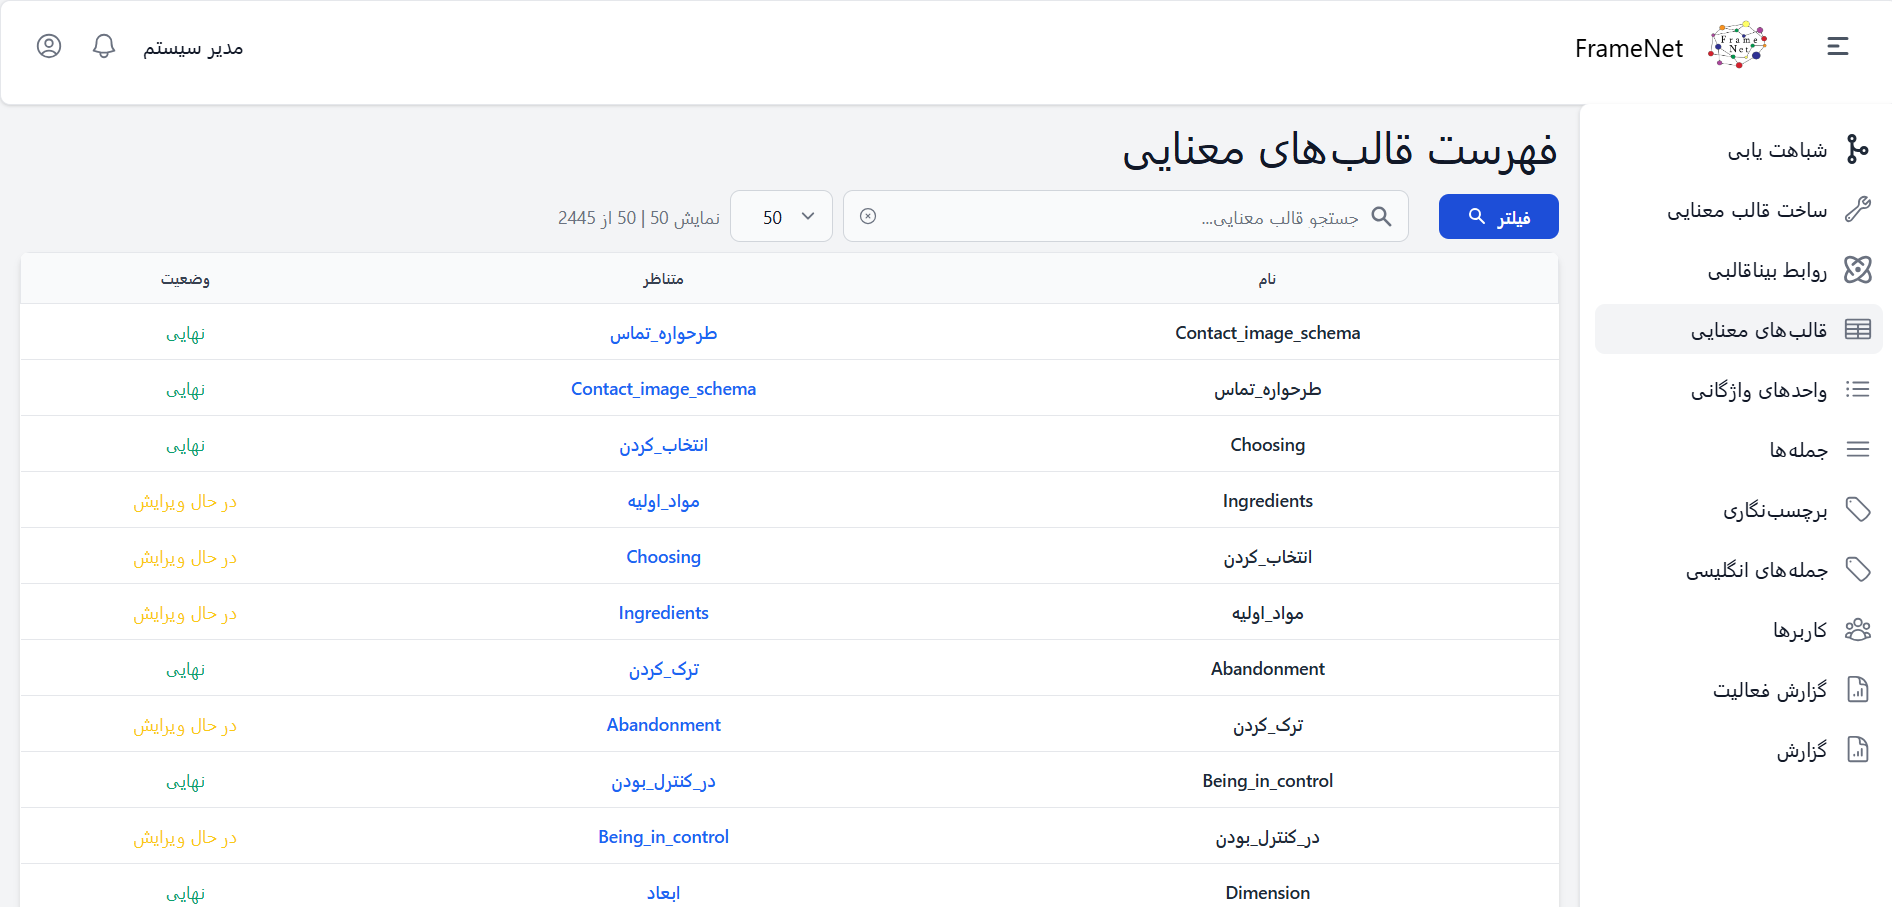 FrameNet
Frame Net
مدیر سیستم
شباهت یابی
ساخت قالب معنایی
روابط بیناقالبی
قالب‌های معنایی
واحدهای واژگانی
جمله‌ها
برچسب‌نگاری
جمله‌های انگلیسی
کاربرها
گزارش فعالیت
گزارش
فهرست قالب‌های معنایی
فیلتر جستجو قالب معنایی... 50 نمایش 50 | 50 از 2445
نام متناظر وضعیت
Contact_image_schema طرحواره_تماس نهایی
طرحواره_تماس Contact_image_schema نهایی
Choosing انتخاب_کردن نهایی
Ingredients مواد_اولیه در حال ویرایش
انتخاب_کردن Choosing در حال ویرایش
مواد_اولیه Ingredients در حال ویرایش
Abandonment ترک_کردن نهایی
ترک_کردن Abandonment در حال ویرایش
Being_in_control در_کنترل_بودن نهایی
در_کنترل_بودن Being_in_control در حال ویرایش
Dimension ابعاد نهایی